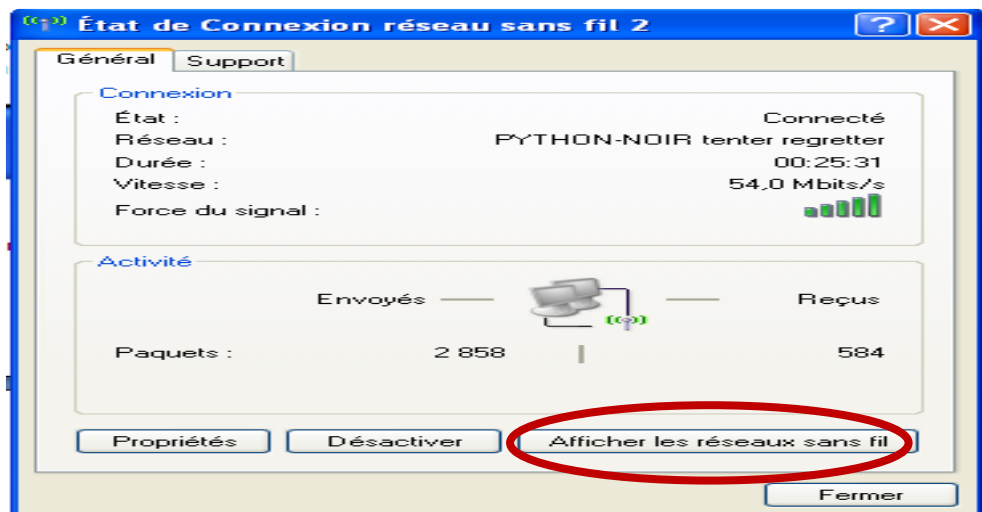 État de Connexion réseau sans fil 2
Général Support
Connexion
État : Connecté
Réseau : PYTHON-NOIR tenter regretter
Durée : 00:25:31
Vitesse : 54,0 Mbits/s
Force du signal :
Activité
Envoyés Reçus
Paquets : 2 858 584
Propriétés Désactiver Afficher les réseaux sans fil
Fermer